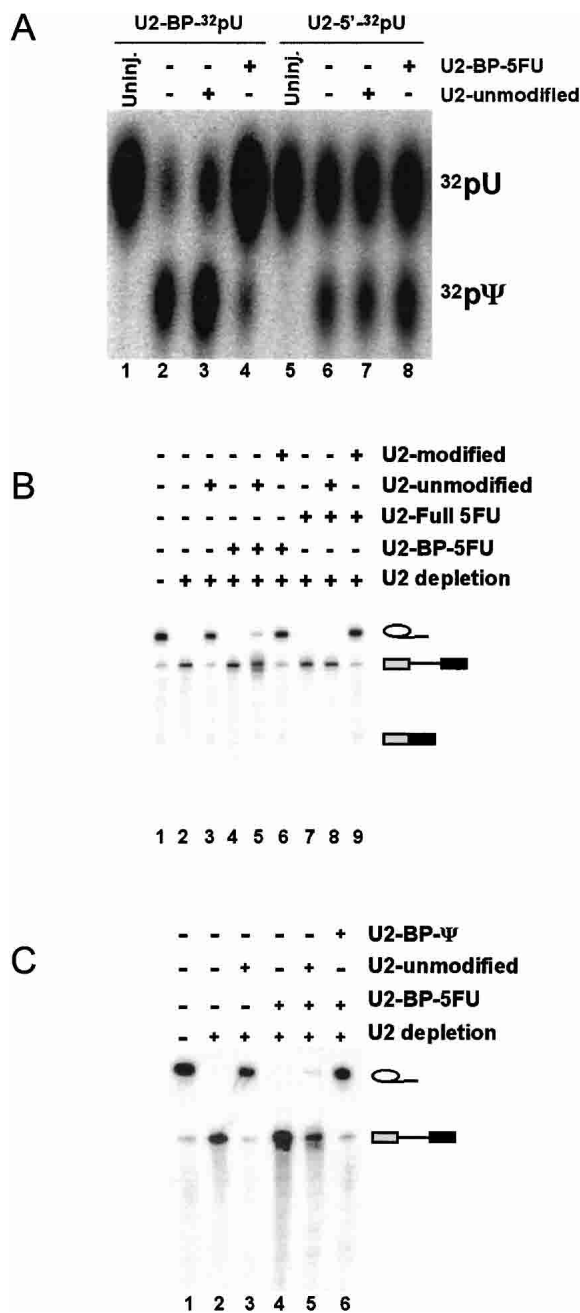 A
U2-BP-³²pU U2-5'-³²pU
Uninj. - - + Uninj. - - + U2-BP-5FU
- + - - + - U2-unmodified
³²pU
³²pΨ
1 2 3 4 5 6 7 8
B
- - - - - + - - + U2-modified
- - + - + - - + - U2-unmodified
- - - - - - + + + U2-Full 5FU
- - - + + + - - - U2-BP-5FU
- + + + + + + + + U2 depletion
1 2 3 4 5 6 7 8 9
C
- - - - - + U2-BP-Ψ
- - + - + - U2-unmodified
- - - + + + U2-BP-5FU
- + + + + + U2 depletion
1 2 3 4 5 6